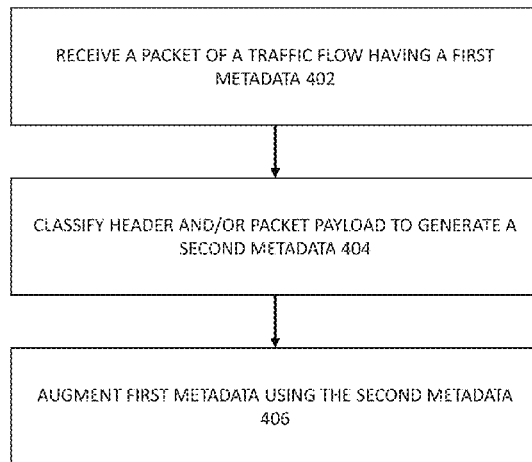 RECEIVE A PACKET OF A TRAFFIC FLOW HAVING A FIRST
METADATA 402
CLASSIFY HEADER AND/OR PACKET PAYLOAD TO GENERATE A
SECOND METADATA 404
AUGMENT FIRST METADATA USING THE SECOND METADATA
406